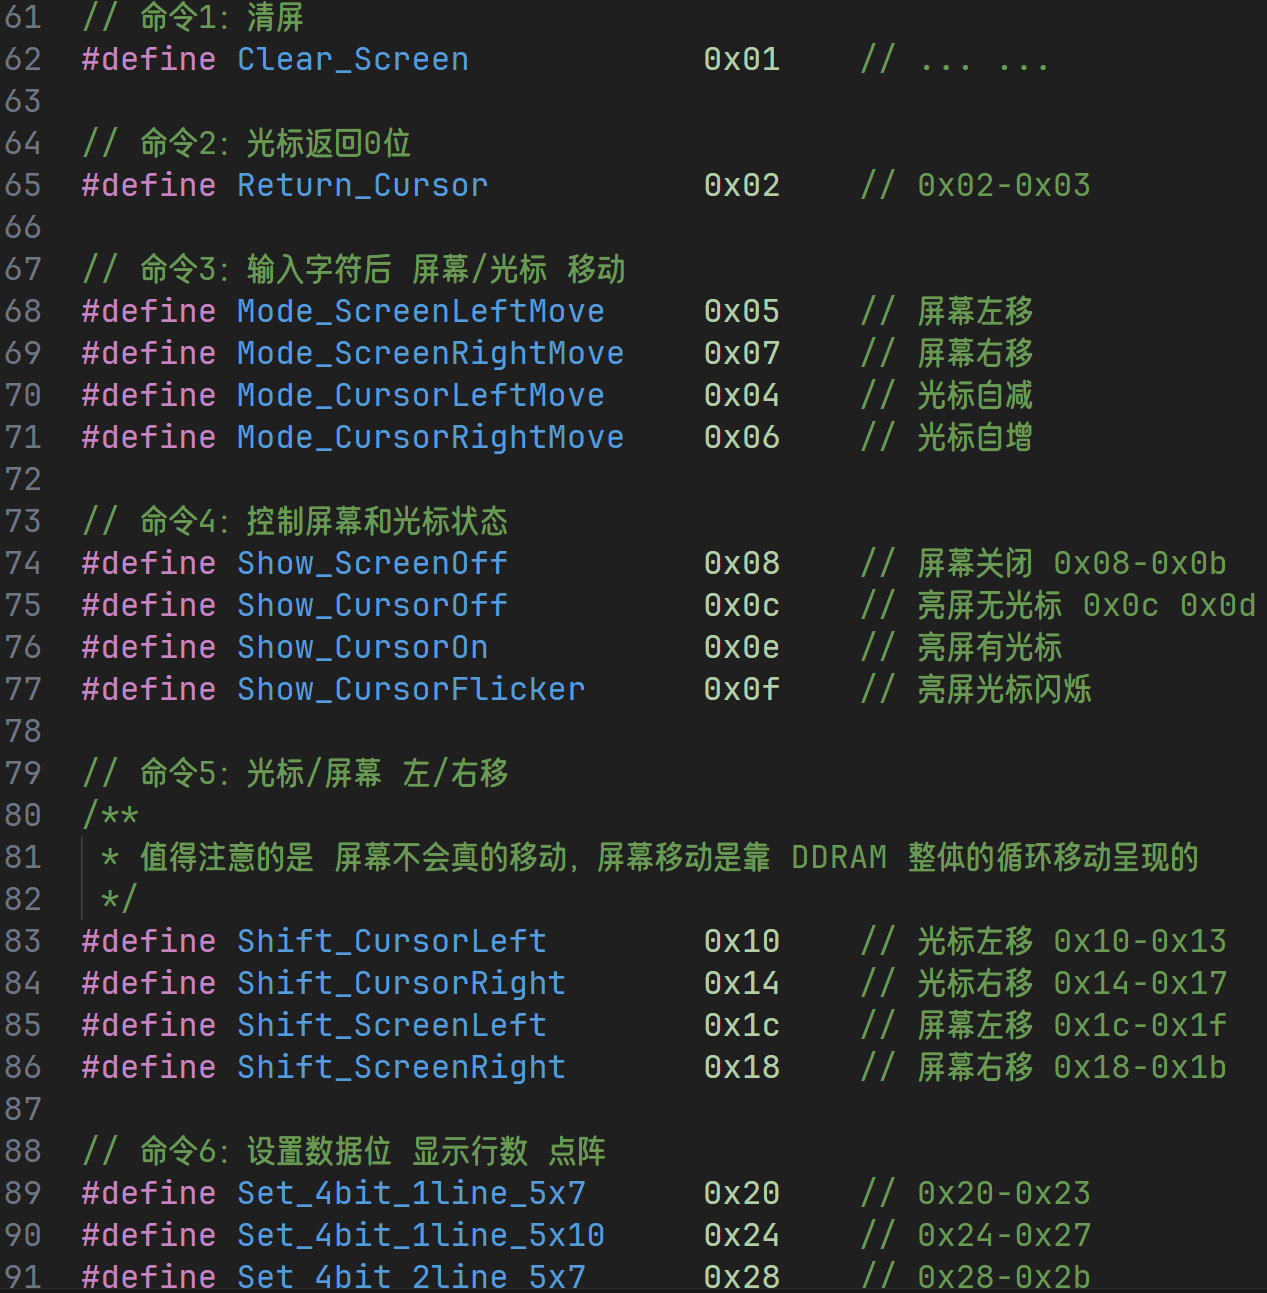 61 // 命令1: 清屏
62 #define Clear_Screen 0x01 // ... ...
63
64 // 命令2: 光标返回0位
65 #define Return_Cursor 0x02 // 0x02-0x03
66
67 // 命令3: 输入字符后 屏幕/光标 移动
68 #define Mode_ScreenLeftMove 0x05 // 屏幕左移
69 #define Mode_ScreenRightMove 0x07 // 屏幕右移
70 #define Mode_CursorLeftMove 0x04 // 光标自减
71 #define Mode_CursorRightMove 0x06 // 光标自增
72
73 // 命令4: 控制屏幕和光标状态
74 #define Show_ScreenOff 0x08 // 屏幕关闭 0x08-0x0b
75 #define Show_CursorOff 0x0c // 亮屏无光标 0x0c 0x0d
76 #define Show_CursorOn 0x0e // 亮屏有光标
77 #define Show_CursorFlicker 0x0f // 亮屏光标闪烁
78
79 // 命令5: 光标/屏幕 左/右移
80 /**
81 * 值得注意的是 屏幕不会真的移动, 屏幕移动是靠 DDRAM 整体的循环移动呈现的
82 */
83 #define Shift_CursorLeft 0x10 // 光标左移 0x10-0x13
84 #define Shift_CursorRight 0x14 // 光标右移 0x14-0x17
85 #define Shift_ScreenLeft 0x1c // 屏幕左移 0x1c-0x1f
86 #define Shift_ScreenRight 0x18 // 屏幕右移 0x18-0x1b
87
88 // 命令6: 设置数据位 显示行数 点阵
89 #define Set_4bit_1line_5x7 0x20 // 0x20-0x23
90 #define Set_4bit_1line_5x10 0x24 // 0x24-0x27
91 #define Set_4bit_2line_5x7 0x28 // 0x28-0x2b